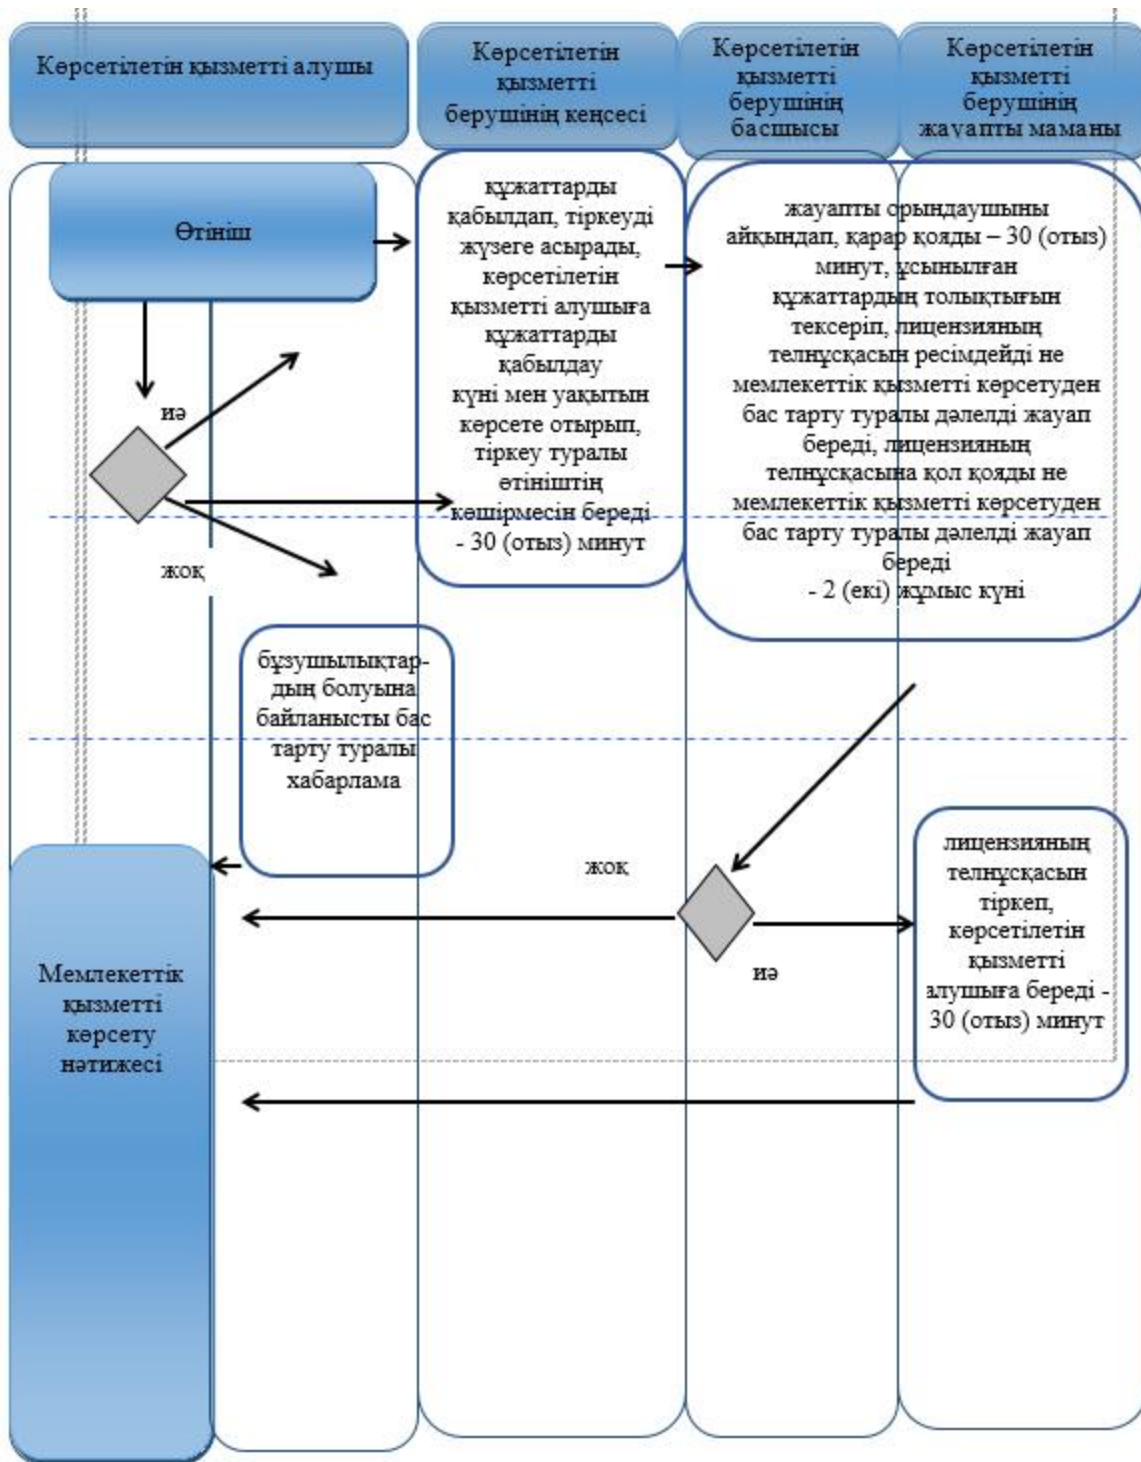 Көрсетілетін қызметті алушы
Көрсетілетін
қызметті
берушінің кеңсесі
Көрсетілетін
қызметті
берушінің
басшысы
Көрсетілетін
қызметті
берушінің
жауапты маманы
Өтініш
құжаттарды
қабылдап, тіркеуді
жүзеге асырады,
көрсетілетін
қызметті алушыға
құжаттарды
қабылдау
күні мен уақытын
көрсете отырып,
тіркеу туралы
өтініштің
көшірмесін береді
- 30 (отыз) минут
жауапты орындаушыны
айқындап, қарар қояды – 30 (отыз)
минут, ұсынылған
құжаттардың толықтығын
тексеріп, лицензияның
телнұсқасын ресімдейді не
мемлекеттік қызметті көрсетуден
бас тарту туралы дәлелді жауап
береді, лицензияның
телнұсқасына қол қояды не
мемлекеттік қызметті көрсетуден
бас тарту туралы дәлелді жауап
береді
- 2 (екі) жұмыс күні
иә
жоқ
бұзушылықтар-
дың болуына
байланысты бас
тарту туралы
хабарлама
жоқ
иә
лицензияның
телнұсқасын
тіркеп,
көрсетілетін
қызметті
алушыға береді -
30 (отыз) минут
Мемлекеттік
қызметті
көрсету
нәтижесі